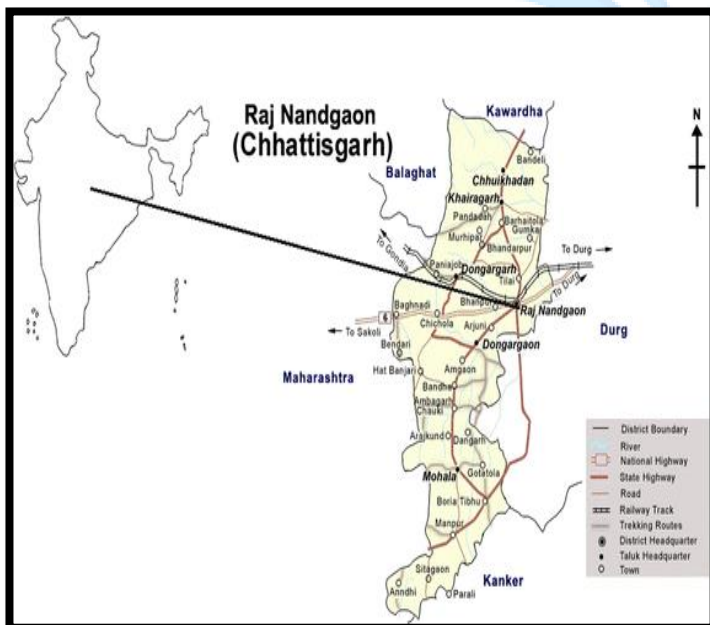 Raj Nandgaon
(Chhattisgarh)
N
Kawardha
Bandeli
Balaghat
Chhuikhadan
Khairagarh
Pandadah
Barhaitola
Murhipar
Gumka
Bhandarpur
To Gondia
To Durg
Paniajob
Dongargarh
Tilai
To Durg
Baghnadi
Bhanpuri
Raj Nandgaon
6
Chichola
Arjuni
To Sakoli
Durg
Bendari
Dongargaon
Hat Banjari
Amgson
Maharashtra
Bandha
Ambagarh
Chauki
Arajkund
Dangarh
Mohala
Gotatola
Boria Tibhu
Manpur
Sitagaon
Kanker
Anndhi
Parali
District Boundary
River
National Highway
State Highway
Road
Railway Track
Trekking Routes
District Headquarter
Taluk Headquarter
Town